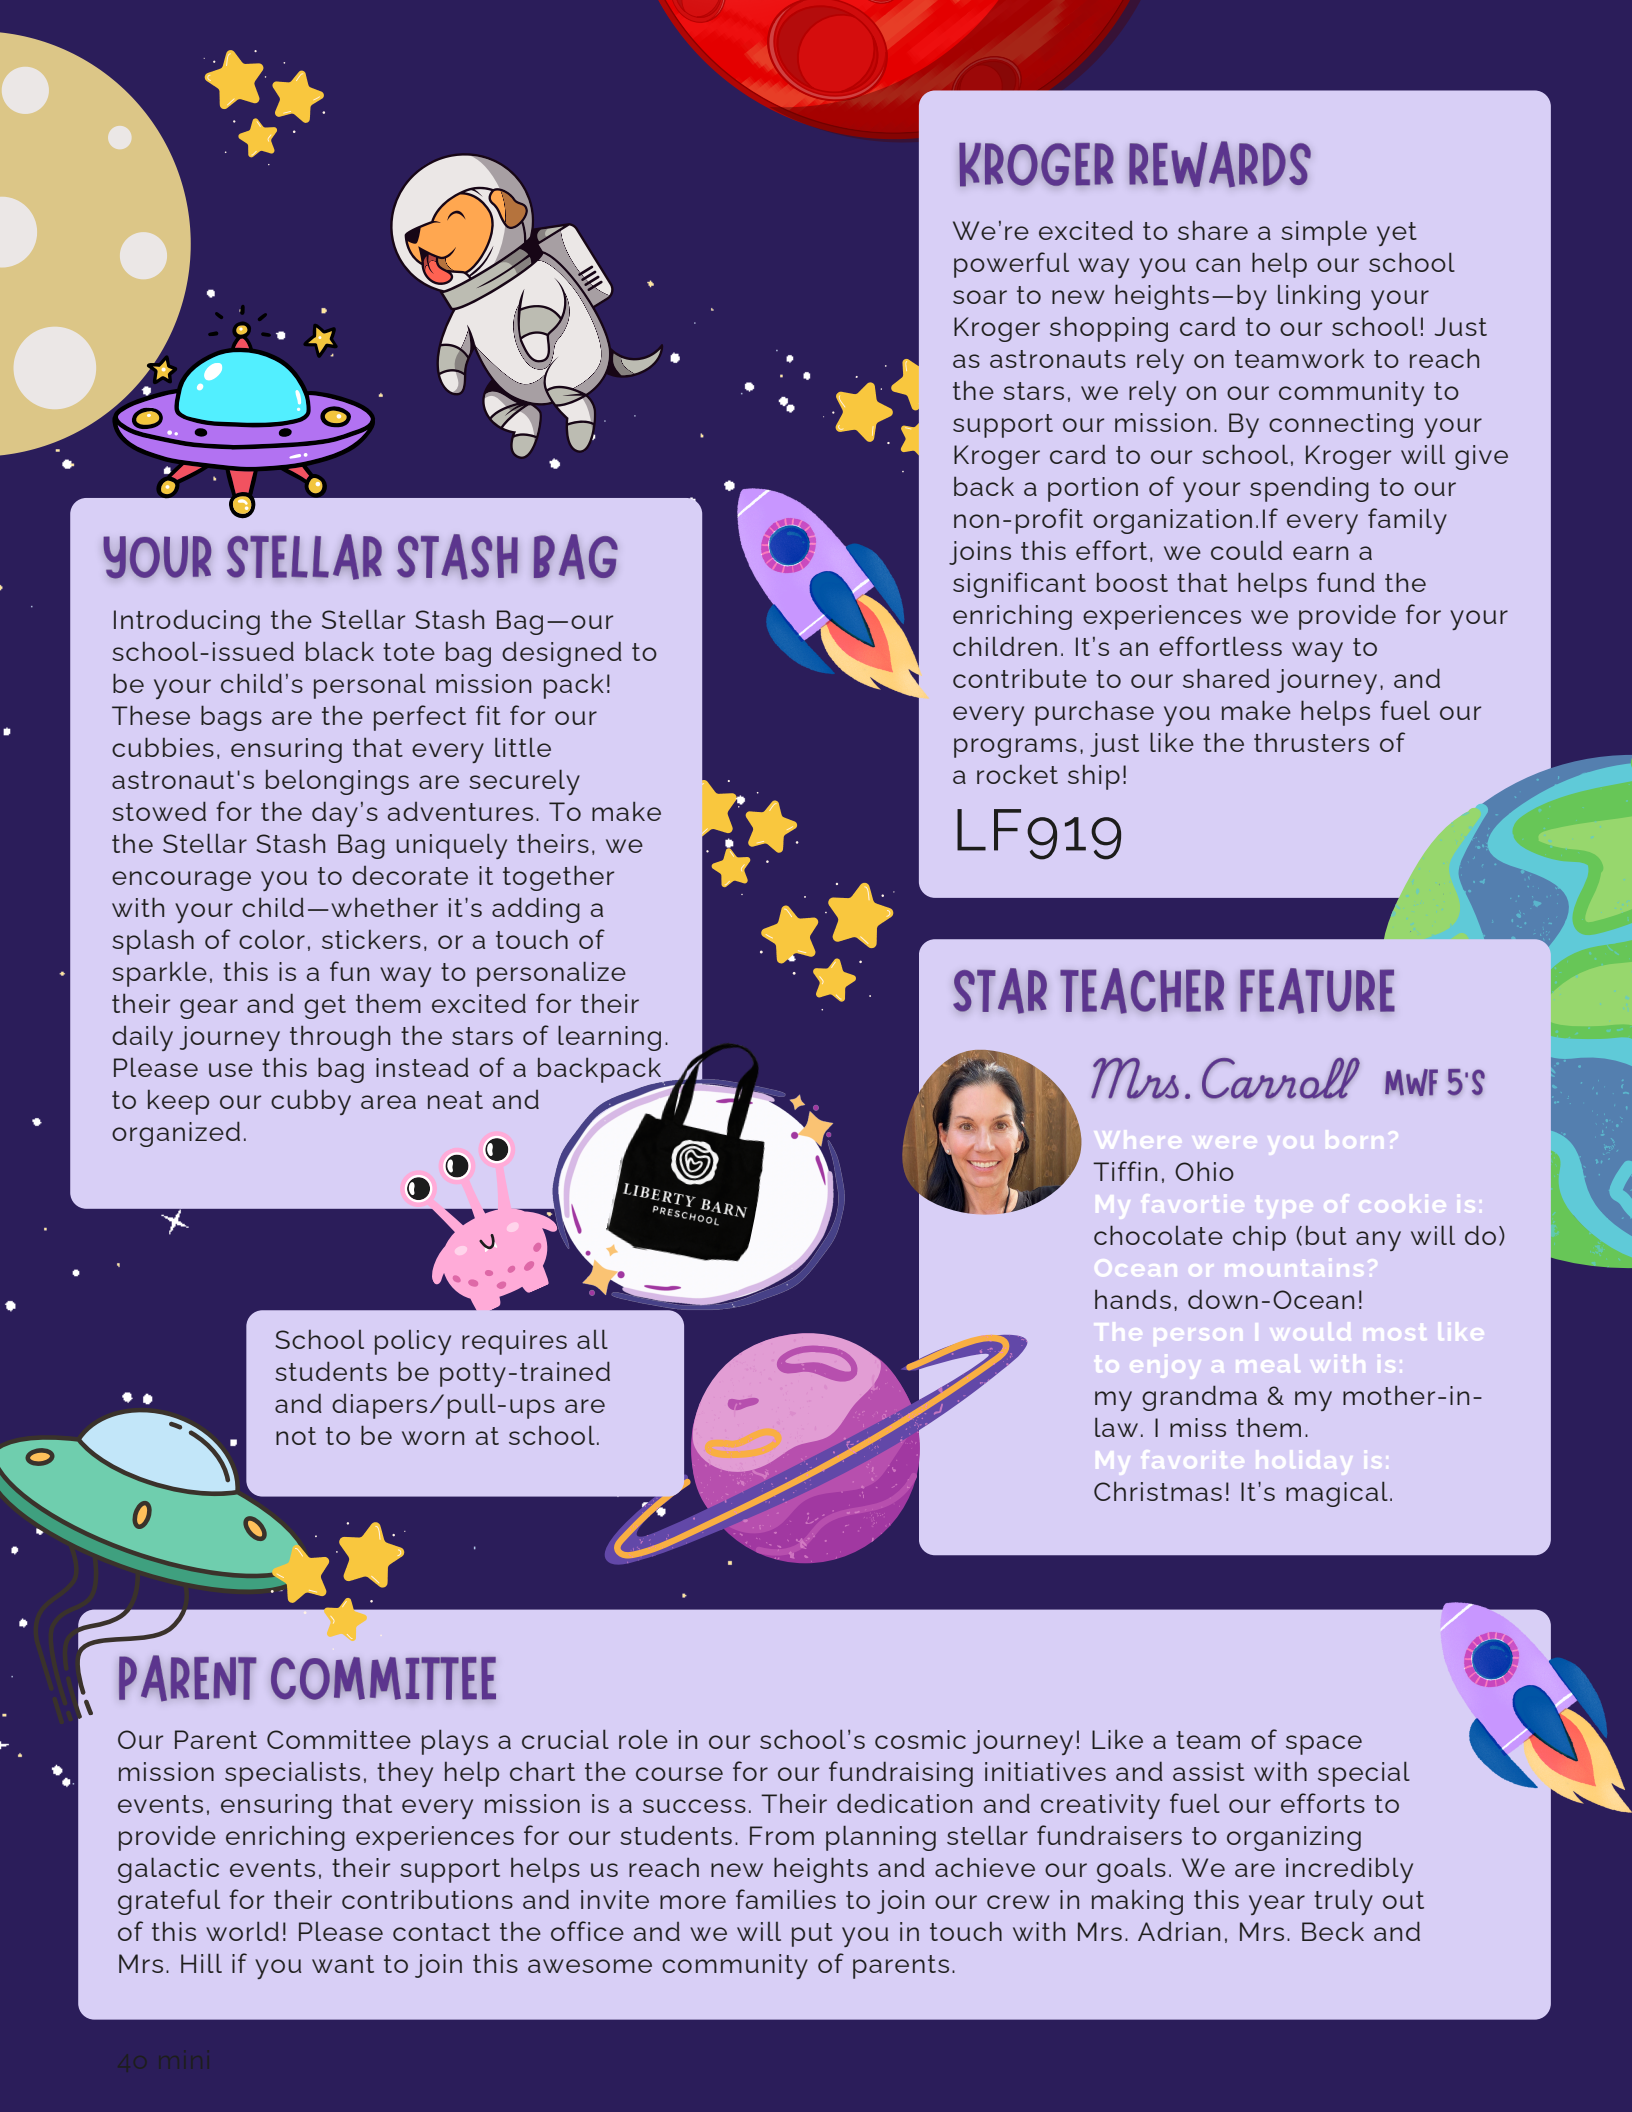 YOUR STELLAR STASH BAG
Introducing the Stellar Stash Bag—our
school-issued black tote bag designed to
be your child’s personal mission pack!
These bags are the perfect fit for our
cubbies, ensuring that every little
astronaut's belongings are securely
stowed for the day’s adventures. To make
the Stellar Stash Bag uniquely theirs, we
encourage you to decorate it together
with your child—whether it’s adding a
splash of color, stickers, or a touch of
sparkle, this is a fun way to personalize
their gear and get them excited for their
daily journey through the stars of learning.
Please use this bag instead of a backpack
to keep our cubby area neat and
organized.
LIBERTY BARN
PRESCHOOL
School policy requires all
students be potty-trained
and diapers/pull-ups are
not to be worn at school.
KROGER REWARDS
We’re excited to share a simple yet
powerful way you can help our school
soar to new heights—by linking your
Kroger shopping card to our school! Just
as astronauts rely on teamwork to reach
the stars, we rely on our community to
support our mission. By connecting your
Kroger card to our school, Kroger will give
back a portion of your spending to our
non-profit organization.If every family
joins this effort, we could earn a
significant boost that helps fund the
enriching experiences we provide for your
children. It’s an effortless way to
contribute to our shared journey, and
every purchase you make helps fuel our
programs, just like the thrusters of
a rocket ship!
LF919
STAR TEACHER FEATURE
Mrs. Carroll MWF 5'S
Where were you born?
Tiffin, Ohio
My favortie type of cookie is:
chocolate chip (but any will do)
Ocean or mountains?
hands, down-Ocean!
The person I would most like
to enjoy a meal with is:
my grandma & my mother-in-
law. I miss them.
My favorite holiday is:
Christmas! It’s magical.
PARENT COMMITTEE
Our Parent Committee plays a crucial role in our school’s cosmic journey! Like a team of space
mission specialists, they help chart the course for our fundraising initiatives and assist with special
events, ensuring that every mission is a success. Their dedication and creativity fuel our efforts to
provide enriching experiences for our students. From planning stellar fundraisers to organizing
galactic events, their support helps us reach new heights and achieve our goals. We are incredibly
grateful for their contributions and invite more families to join our crew in making this year truly out
of this world! Please contact the office and we will put you in touch with Mrs. Adrian, Mrs. Beck and
Mrs. Hill if you want to join this awesome community of parents.
40 mini